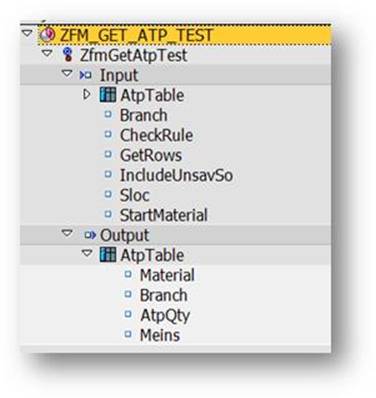 ZFM_GET_ATP_TEST
ZfmGetAtpTest
Input
AtpTable
Branch
CheckRule
GetRows
IncludeUnsavSo
Sloc
StartMaterial
Output
AtpTable
Material
Branch
AtpQty
Meins